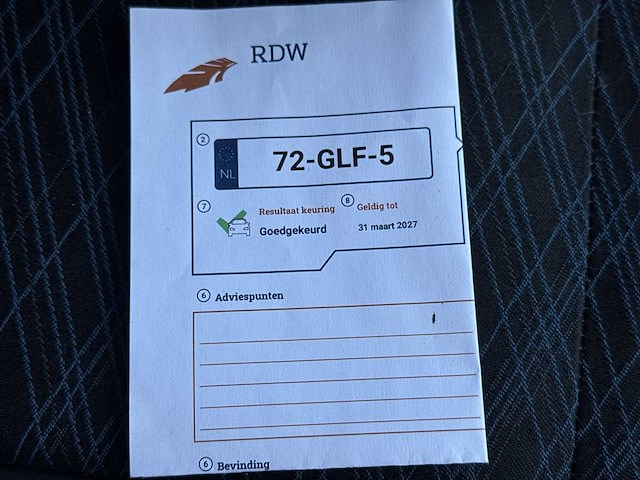 RDW
2
NL
72-GLF-5
7
Resultaat keuring
8
Geldig tot
Goedgekeurd
31 maart 2027
6 Adviespunten
6 Bevinding